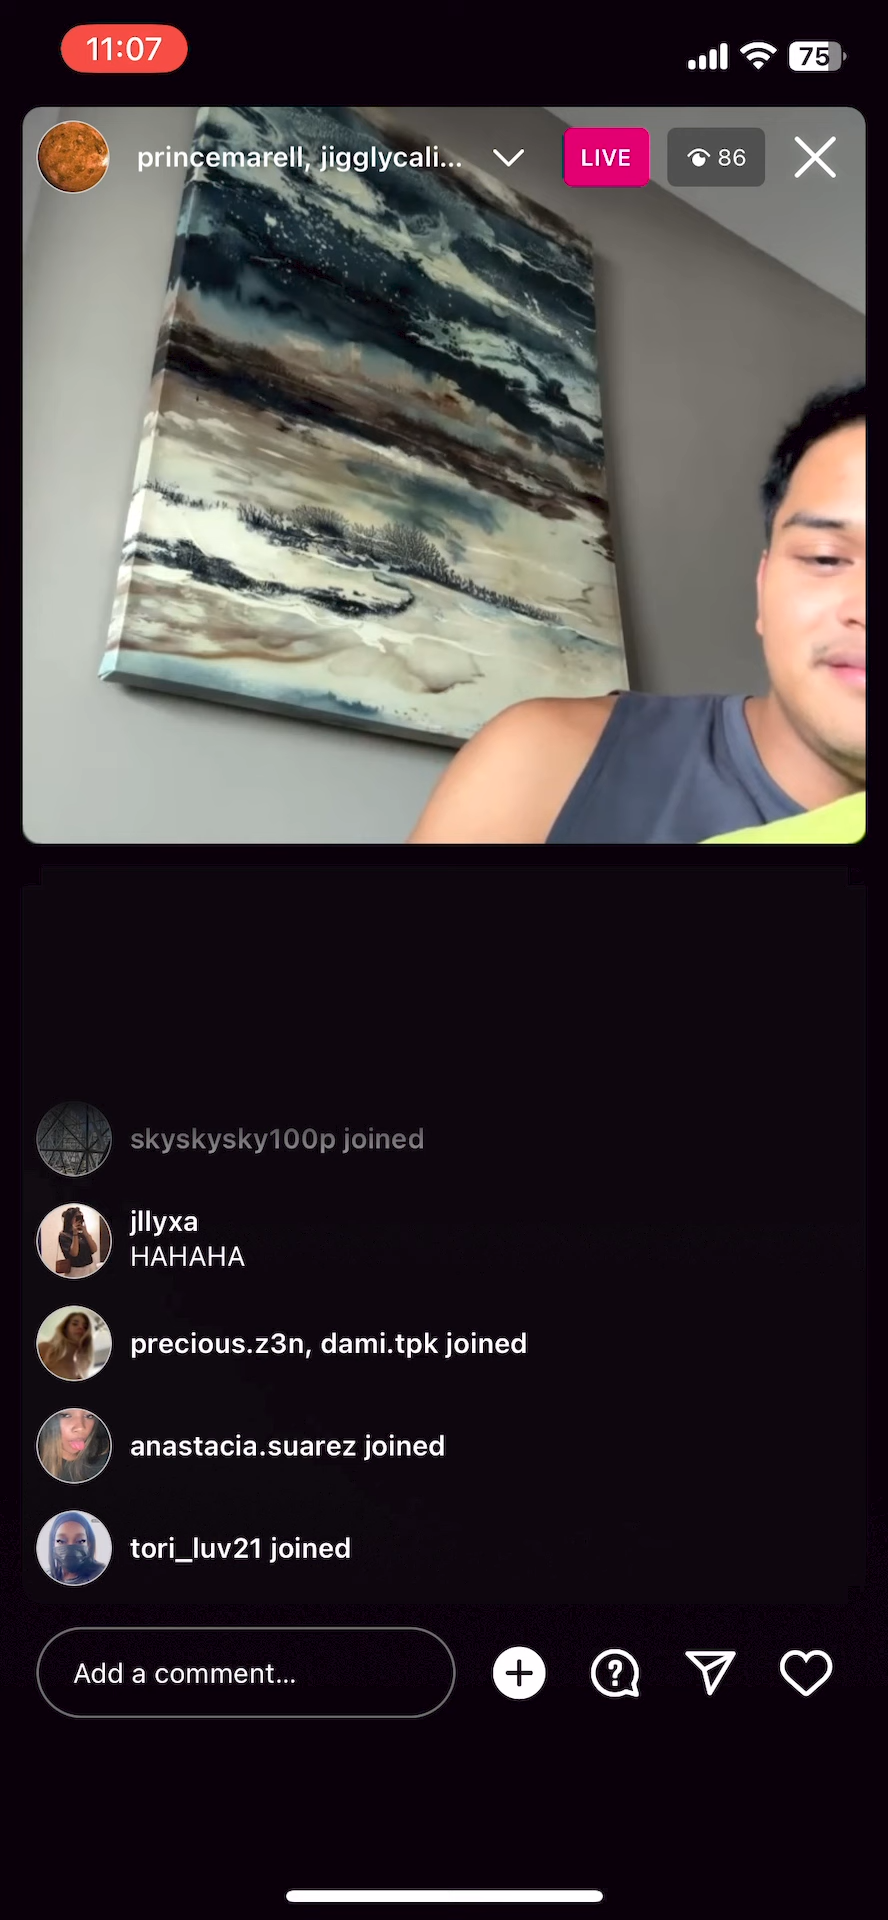 11:07
75
princemarell, jigglycali...
LIVE
86
skyskysky100p joined
jllyxa
HAHAHA
precious.z3n, dami.tpk joined
anastacia.suarez joined
tori_luv21 joined
Add a comment...